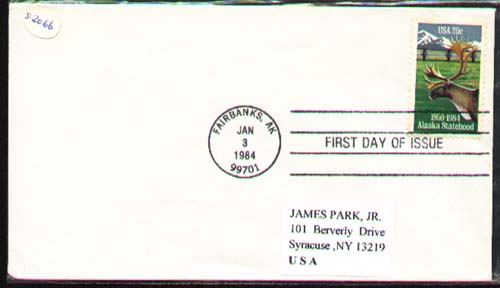 S 2066
USA 20c
1959-1984
Alaska Statehood
FAIRBANKS, AK
JAN
3
1984
99701
FIRST DAY OF ISSUE
JAMES PARK, JR.
101 Berverly Drive
Syracuse ,NY 13219
U S A